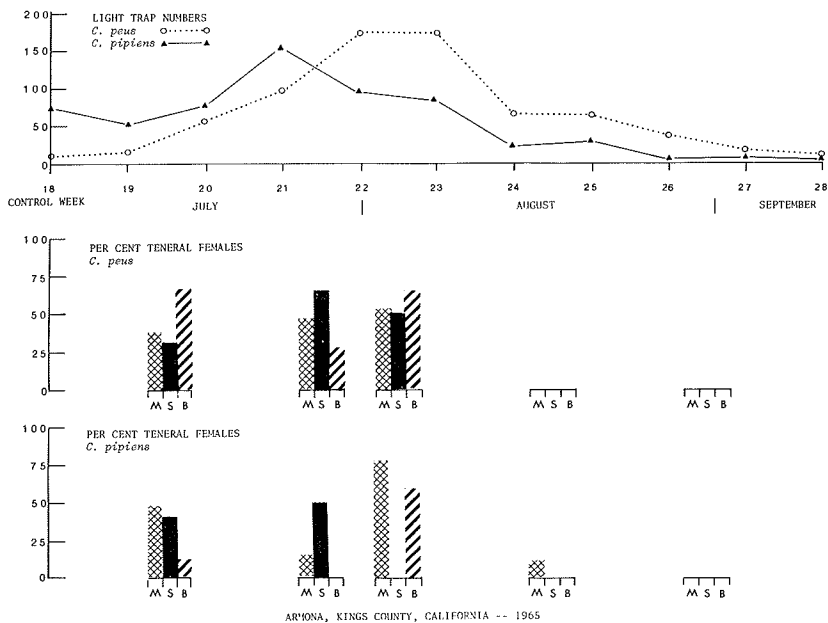 LIGHT TRAP NUMBERS
C. peus
C. pipiens
200
150
100
50
0
18 19 20 21 22 23 24 25 26 27 28
CONTROL WEEK JULY | AUGUST | SEPTEMBER
PER CENT TENERAL FEMALES
C. peus
100
75
50
25
0
M S B M S B M S B M S B M S B
PER CENT TENERAL FEMALES
C. pipiens
100
75
50
25
0
M S B M S B M S B M S B M S B
ARMONA, KINGS COUNTY, CALIFORNIA -- 1965